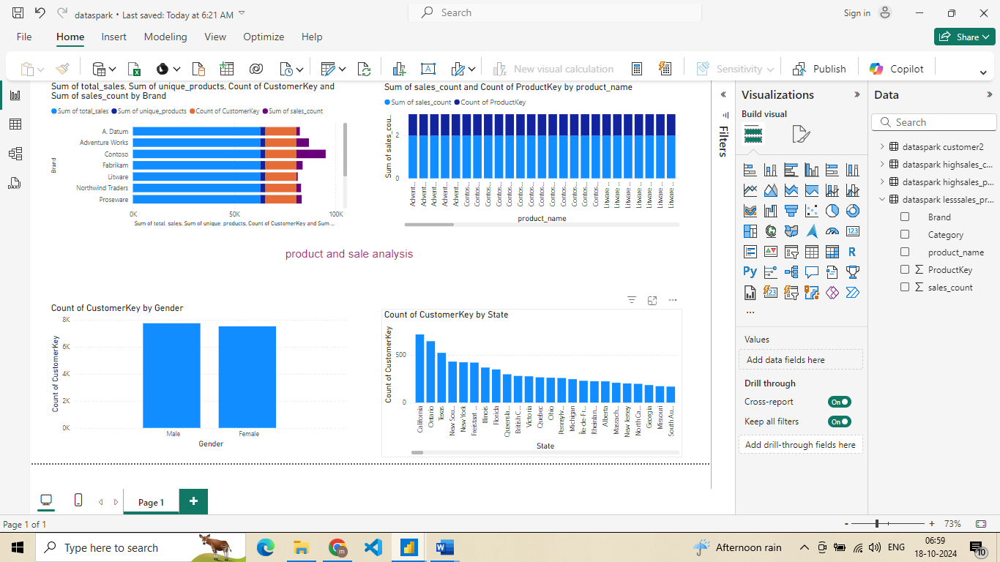 dataspark • Last saved: Today at 6:21 AM
Search
Sign in
File Home Insert Modeling View Optimize Help
Share
New visual calculation
Sensitivity
Publish
Copilot
Sum of total_sales, Sum of unique_products, Count of CustomerKey and
Sum of sales_count by Brand
Sum of total_sales Sum of unique_products Count of CustomerKey Sum of sales_count
Brand
A. Datum
Adventure Works
Contoso
Fabrikam
Litware
Northwind Traders
Proseware
0K 50K 100K
Sum of total_sales, Sum of unique_products, Count of CustomerKey and Sum ...
Sum of sales_count and Count of ProductKey by product_name
Sum of sales_count Count of ProductKey
Sum of sales_cou...
2
0
Advent... Advent... Advent... Advent... Advent... Contos... Contos... Contos... Contos... Contos... Contos... Contos... Contos... Contos... Contos... Contos... Contos... Contos... Litware... Litware... Litware... Litware... Litware... Litware... Litware...
product_name
product and sale analysis
Count of CustomerKey by Gender
Count of CustomerKey
8K
6K
4K
2K
0K
Male Female
Gender
Count of CustomerKey by State
Count of CustomerKey
500
0
California Ontario Texas New Sou... New York Freistaat ... Illinois Florida Queensla... British C... Victoria Quebec Ohio Pennsylv... Michigan Île-de-Fr... Rheinlan... Alberta Massach... New Jersey North Ca... Georgia Missouri South Au...
State
Filters
Visualizations
Build visual
123
R
Py
123
...
Values
Add data fields here
Drill through
Cross-report
On
Keep all filters
On
Add drill-through fields here
Data
Search
dataspark customer2
dataspark highsales_c...
dataspark highsales_p...
dataspark lesssales_pr...
Brand
Category
product_name
ProductKey
sales_count
Page 1
Page 1 of 1
- + 73%
Type here to search
Afternoon rain
ENG
06:59
18-10-2024
10